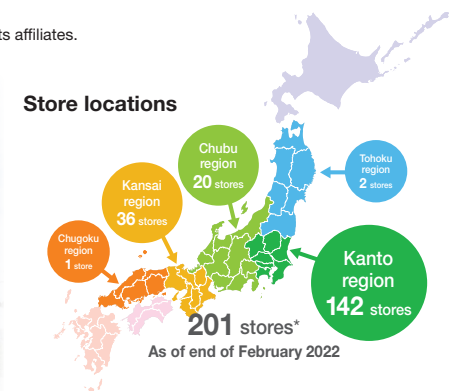 ts affiliates.
Store locations
Chubu
region
20 stores
Tohoku
region
2 stores
Kansai
region
36 stores
Chugoku
region
1 store
Kanto
region
142 stores
201 stores*
As of end of February 2022